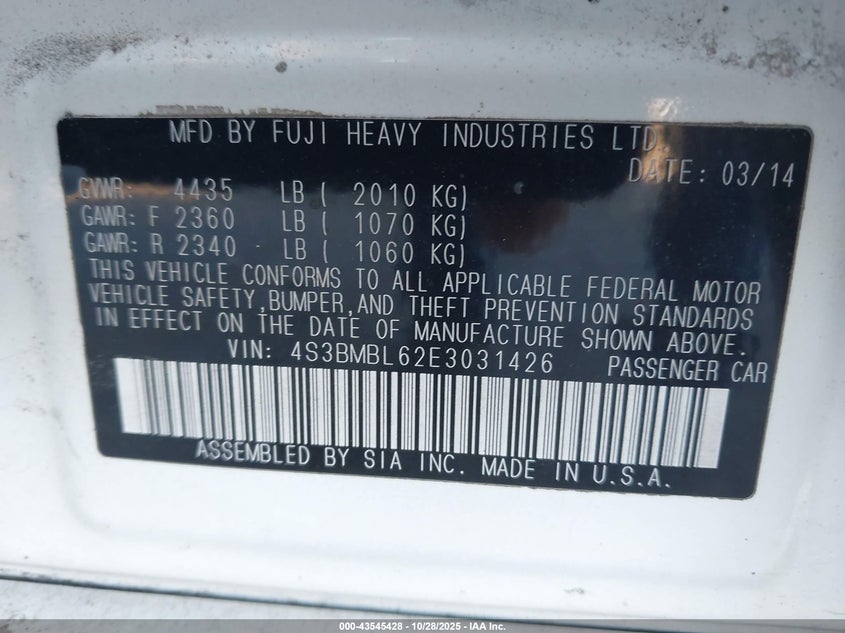 MFD BY FUJI HEAVY INDUSTRIES LTD.
DATE: 03/14
GVWR: 4435 LB ( 2010 KG)
GAWR: F 2360 LB ( 1070 KG)
GAWR: R 2340 LB ( 1060 KG)
THIS VEHICLE CONFORMS TO ALL APPLICABLE FEDERAL MOTOR
VEHICLE SAFETY,BUMPER,AND THEFT PREVENTION STANDARDS
IN EFFECT ON THE DATE OF MANUFACTURE SHOWN ABOVE.
VIN: 4S3BMBL62E3031426 PASSENGER CAR
ASSEMBLED BY SIA INC. MADE IN U.S.A.
000-43545428 - 10/28/2025 - IAA Inc.